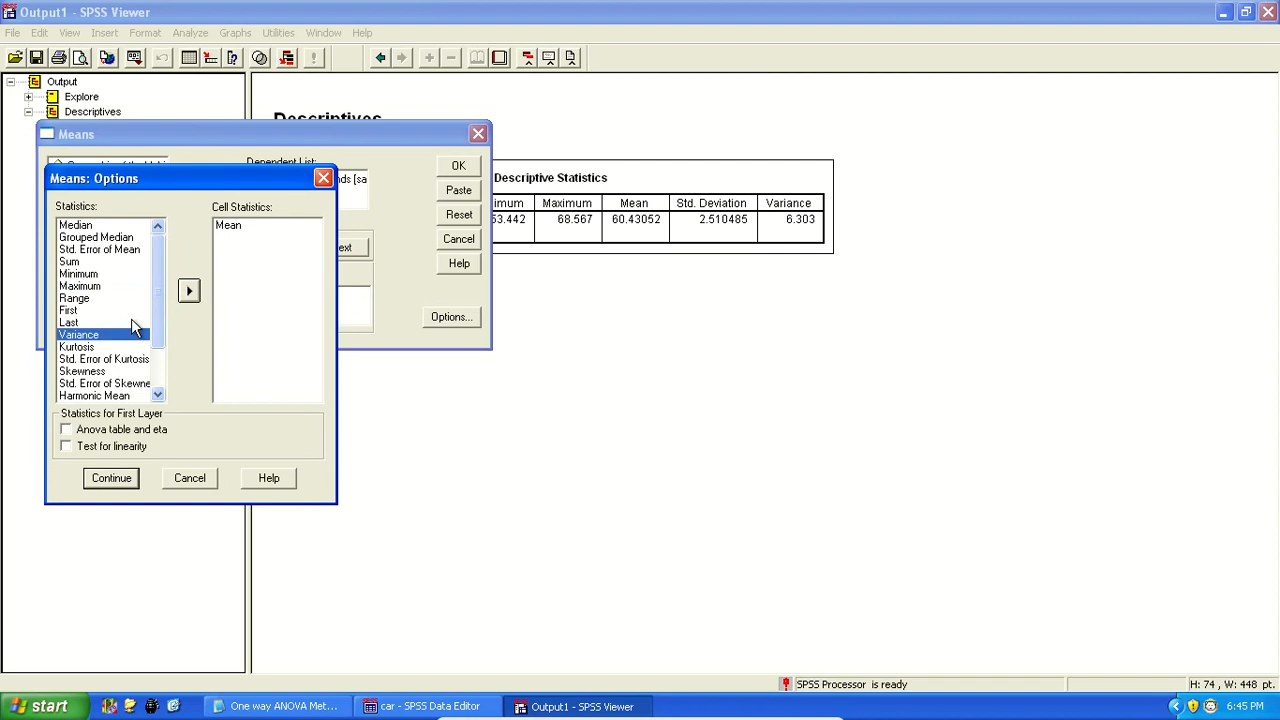 Output1 - SPSS Viewer
File Edit View Insert Format Analyze Graphs Utilities Window Help
Output
Explore
Descriptives
Descriptives
Means
Dependent List:
OK
Paste
Reset
Cancel
Help
Options...
Means: Options
Statistics:
Median
Grouped Median
Std. Error of Mean
Sum
Minimum
Maximum
Range
First
Last
Variance
Kurtosis
Std. Error of Kurtosis
Skewness
Std. Error of Skewne
Harmonic Mean
Cell Statistics:
Mean
Statistics for First Layer
Anova table and eta
Test for linearity
Continue Cancel Help
Descriptive Statistics
imum Maximum Mean Std. Deviation Variance
53.442 68.567 60.43052 2.510485 6.303
SPSS Processor is ready
H: 74 , W: 448 pt.
start
One way ANOVA Met...
car - SPSS Data Editor
Output1 - SPSS Viewer
6:45 PM